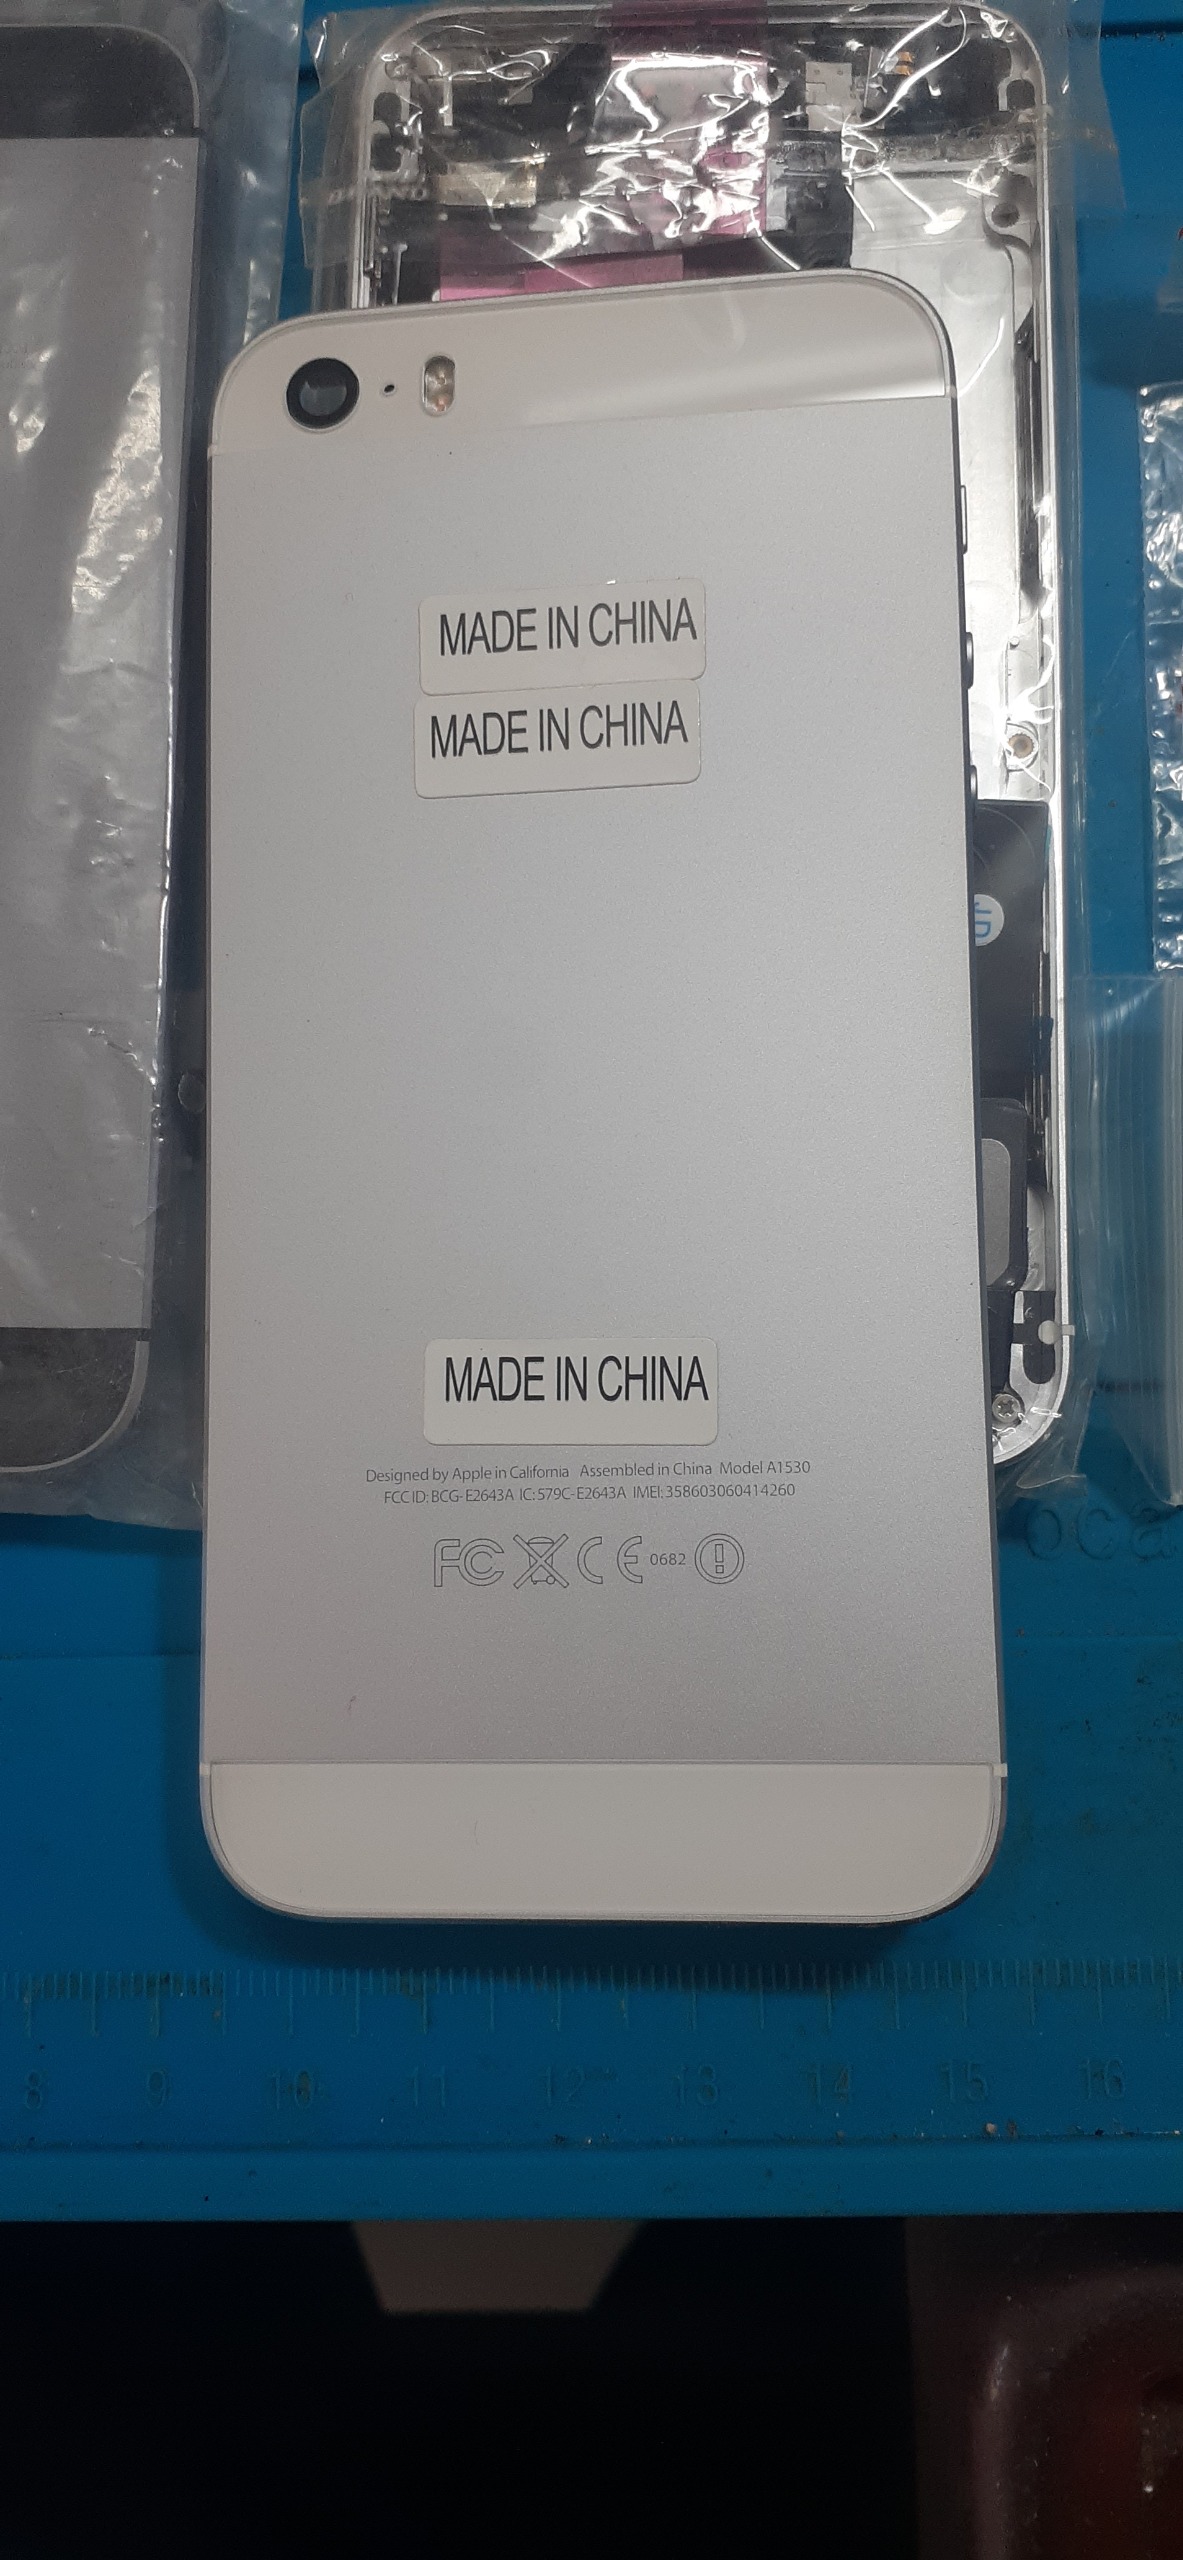 MADE IN CHINA
MADE IN CHINA
JD
MADE IN CHINA
Designed by Apple in California Assembled in China Model A1530
FCC ID: BCG-E2643A IC: 579C-E2643A IMEI: 358603060414260
FC CE 0682
oca
8 9 10 11 12 13 14 15 16